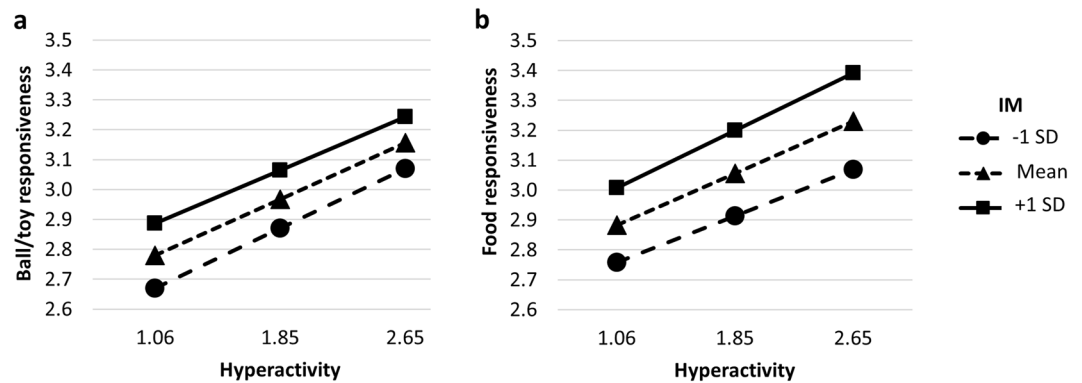 a
3.5
3.4
3.3
3.2
3.1
3.0
2.9
2.8
2.7
2.6
Ball/toy responsiveness
1.06 1.85 2.65
Hyperactivity
b
3.5
3.4
3.3
3.2
3.1
3.0
2.9
2.8
2.7
2.6
Food responsiveness
1.06 1.85 2.65
Hyperactivity
IM
-1 SD
Mean
+1 SD